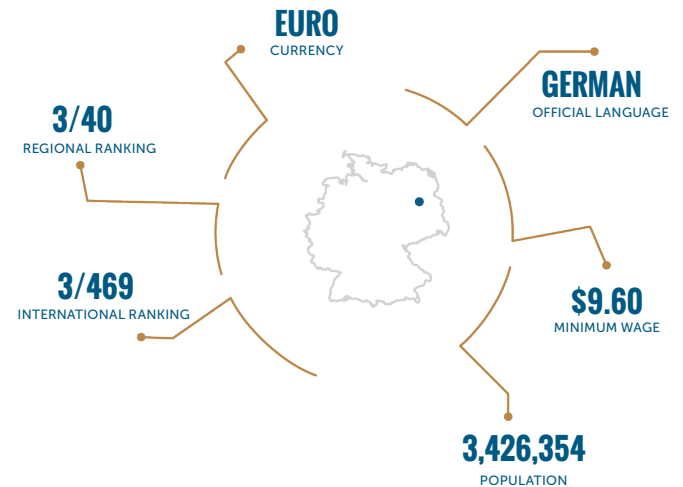 EURO
CURRENCY
GERMAN
OFFICIAL LANGUAGE
3/40
REGIONAL RANKING
3/469
INTERNATIONAL RANKING
$9.60
MINIMUM WAGE
3,426,354
POPULATION